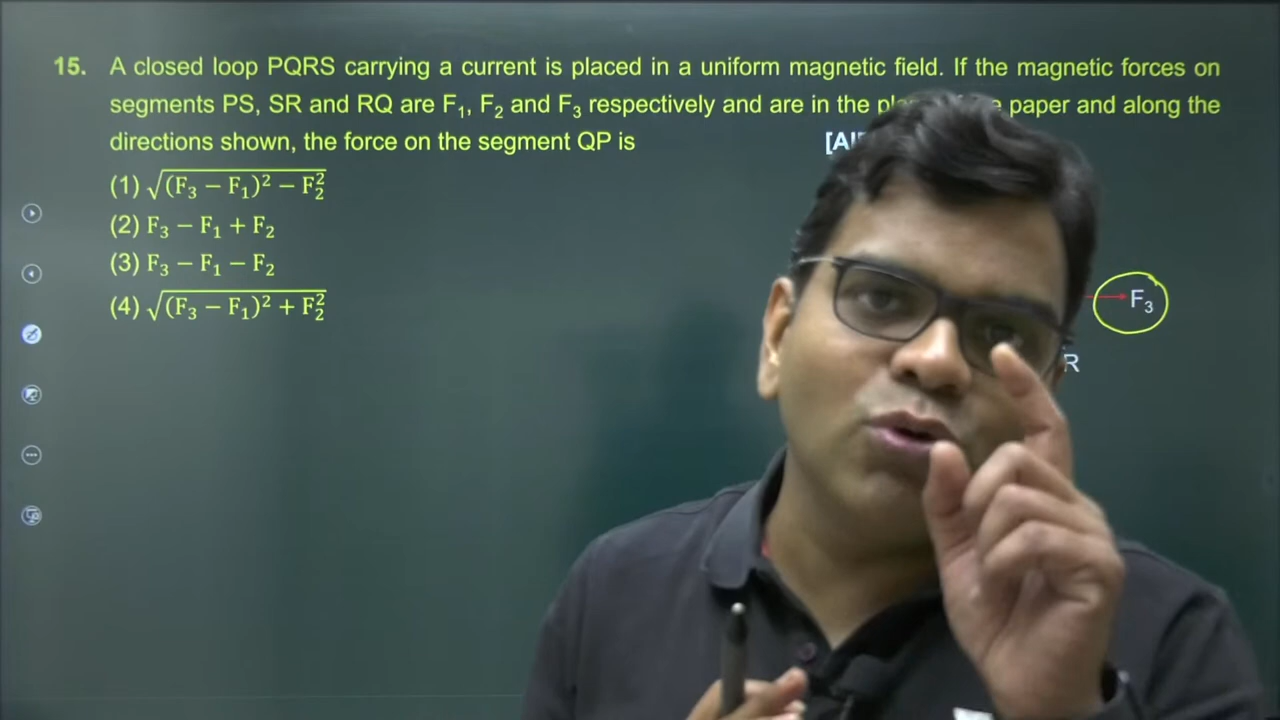 15. A closed loop PQRS carrying a current is placed in a uniform magnetic field. If the magnetic forces on
segments PS, SR and RQ are F₁, F₂ and F₃ respectively and are in the paper and along the
directions shown, the force on the segment QP is
(1) √(F₃ − F₁)² − F₂²
(2) F₃ − F₁ + F₂
(3) F₃ − F₁ − F₂
(4) √(F₃ − F₁)² + F₂²
F₃
R